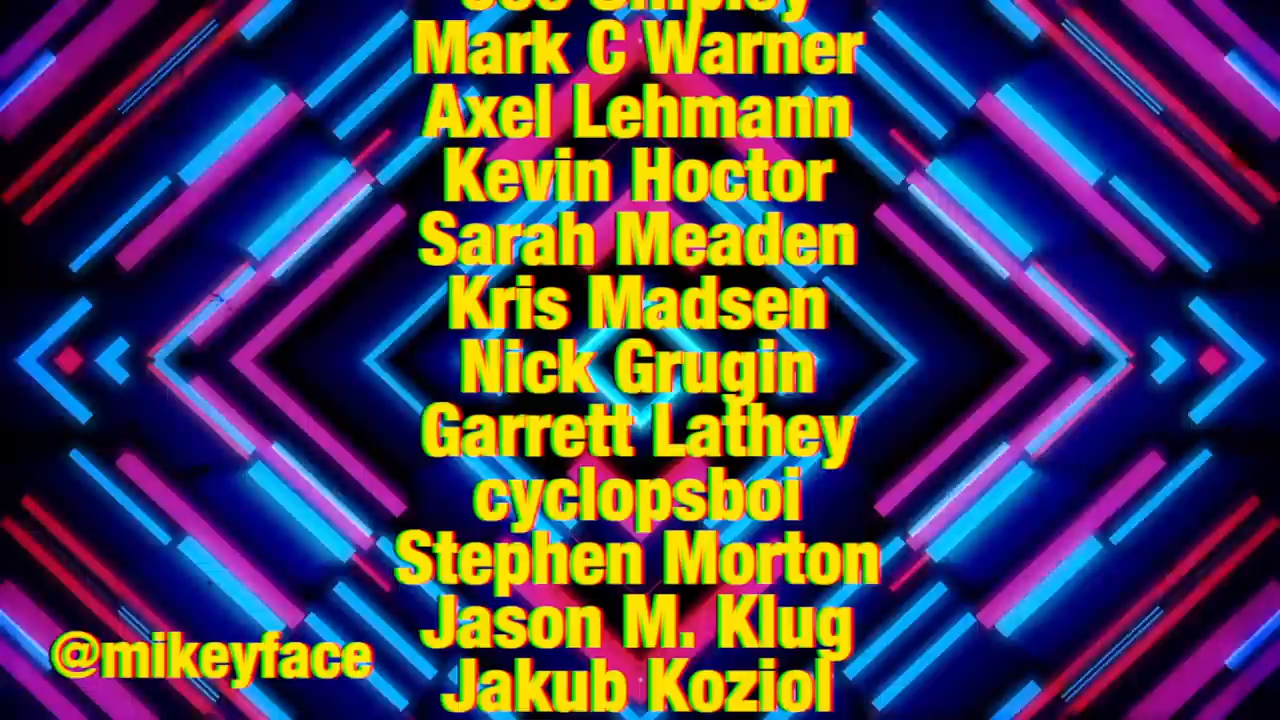 Mark C Warner
Axel Lehmann
Kevin Hoctor
Sarah Meaden
Kris Madsen
Nick Grugin
Garrett Lathey
cyclopsboi
Stephen Morton
Jason M. Klug
Jakub Koziol
@mikeyface